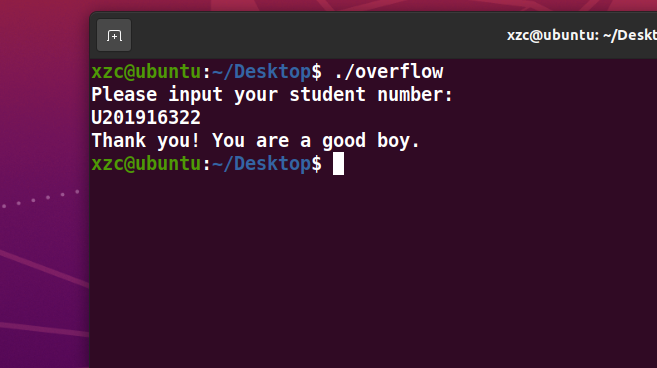 xzc@ubuntu: ~/Deskt
xzc@ubuntu:~/Desktop$ ./overflow
Please input your student number:
U201916322
Thank you! You are a good boy.
xzc@ubuntu:~/Desktop$